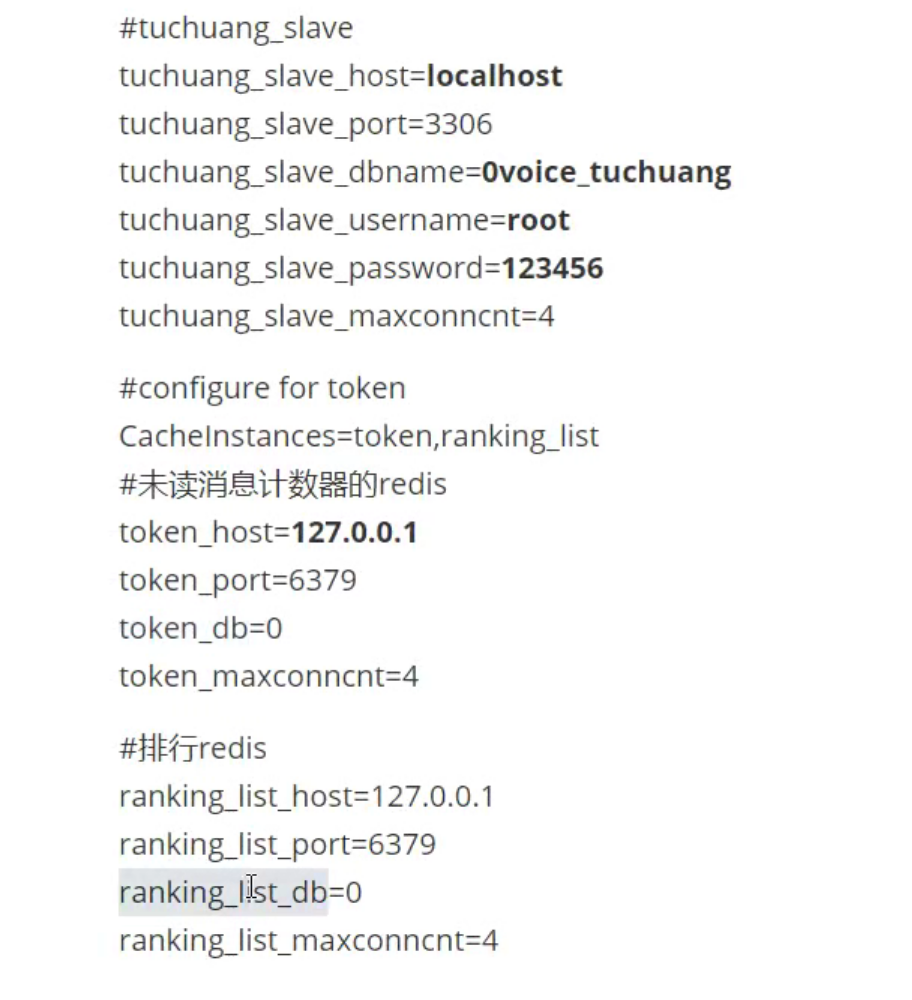 #tuchuang_slave
tuchuang_slave_host=localhost
tuchuang_slave_port=3306
tuchuang_slave_dbname=0voice_tuchuang
tuchuang_slave_username=root
tuchuang_slave_password=123456
tuchuang_slave_maxconncnt=4
#configure for token
CacheInstances=token,ranking_list
#未读消息计数器的redis
token_host=127.0.0.1
token_port=6379
token_db=0
token_maxconncnt=4
#排行redis
ranking_list_host=127.0.0.1
ranking_list_port=6379
ranking_list_db=0
ranking_list_maxconncnt=4